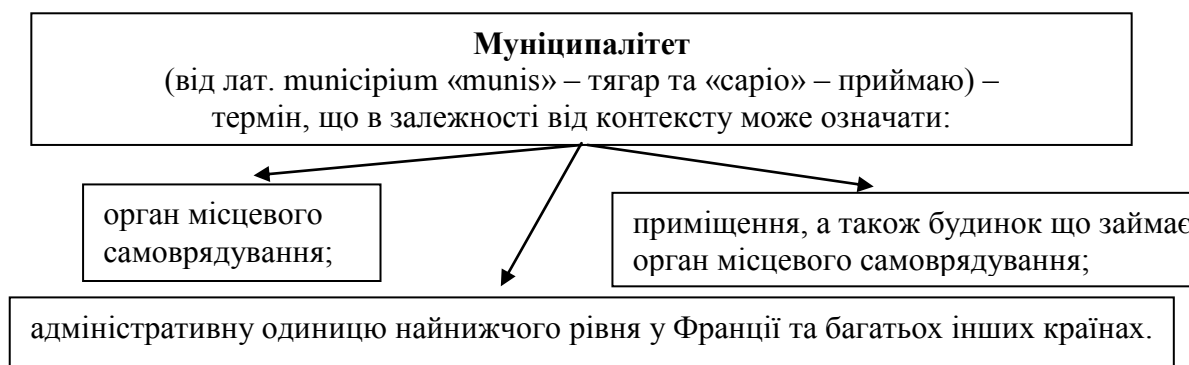 Муніципалітет
(від лат. municipium «munis» – тягар та «capio» – приймаю) –
термін, що в залежності від контексту може означати:
орган місцевого
самоврядування;
приміщення, а також будинок що займає
орган місцевого самоврядування;
адміністративну одиницю найнижчого рівня у Франції та багатьох інших країнах.